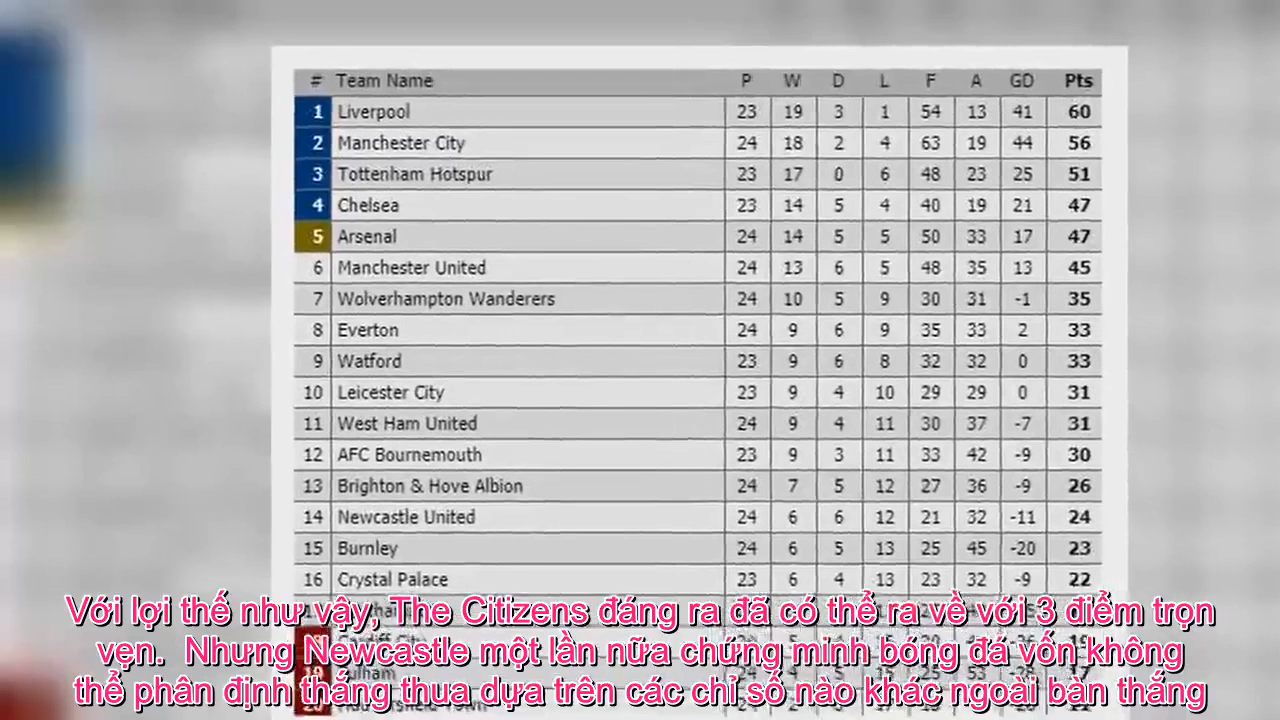 # Team Name P W D L F A GD Pts
1 Liverpool 23 19 3 1 54 13 41 60
2 Manchester City 24 18 2 4 63 19 44 56
3 Tottenham Hotspur 23 17 0 6 48 23 25 51
4 Chelsea 23 14 5 4 40 19 21 47
5 Arsenal 24 14 5 5 50 33 17 47
6 Manchester United 24 13 6 5 48 35 13 45
7 Wolverhampton Wanderers 24 10 5 9 30 31 -1 35
8 Everton 24 9 6 9 35 33 2 33
9 Watford 23 9 6 8 32 32 0 33
10 Leicester City 23 9 4 10 29 29 0 31
11 West Ham United 24 9 4 11 30 37 -7 31
12 AFC Bournemouth 23 9 3 11 33 42 -9 30
13 Brighton & Hove Albion 24 7 5 12 27 36 -9 26
14 Newcastle United 24 6 6 12 21 32 -11 24
15 Burnley 24 6 5 13 25 45 -20 23
16 Crystal Palace 23 6 4 13 23 32 -9 22
Với lợi thế như vậy, The Citizens đáng ra đã có thể ra về với 3 điểm trọn
vẹn. Nhưng Newcastle một lần nữa chứng minh bóng đá vốn không
thể phân định thắng thua dựa trên các chỉ số nào khác ngoài bàn thắng